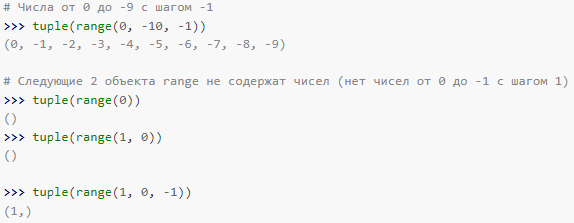 # Числа от 0 до -9 с шагом -1
>>> tuple(range(0, -10, -1))
(0, -1, -2, -3, -4, -5, -6, -7, -8, -9)
# Следующие 2 объекта range не содержат чисел (нет чисел от 0 до -1 с шагом 1)
>>> tuple(range(0))
()
>>> tuple(range(1, 0))
()
>>> tuple(range(1, 0, -1))
(1,)